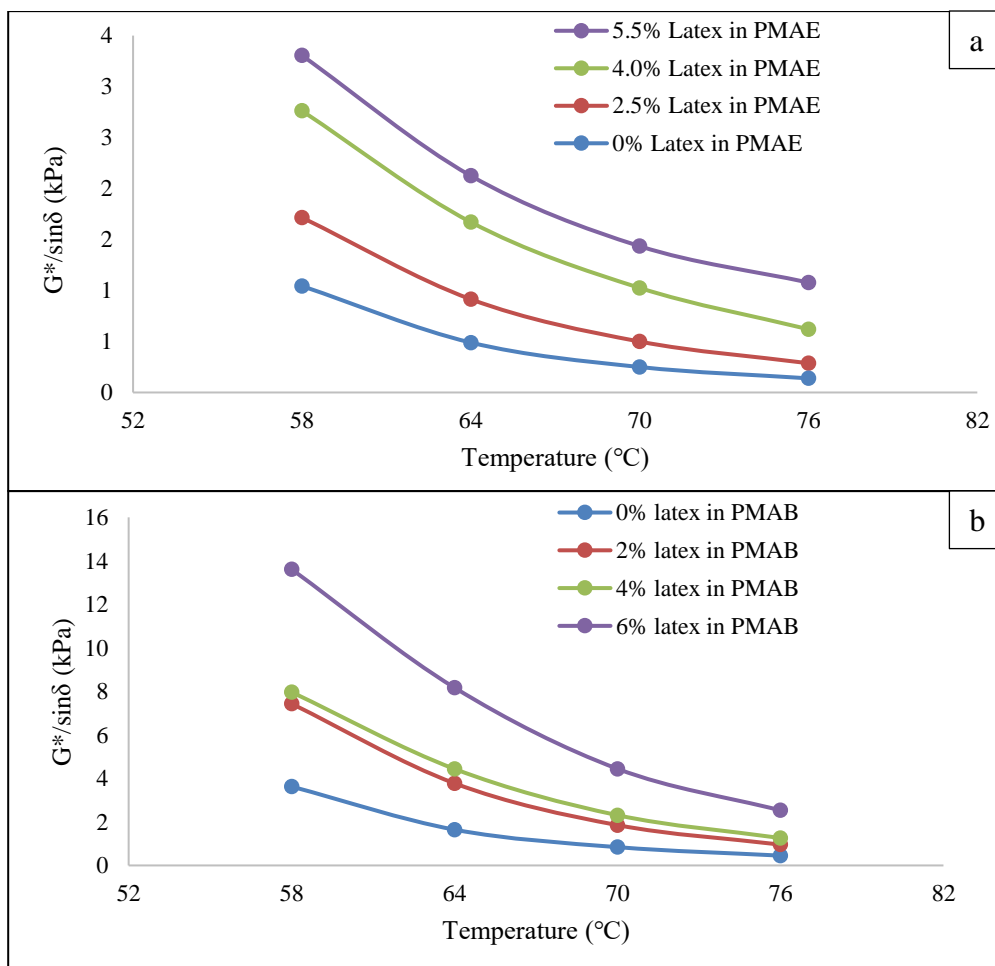 a
5.5% Latex in PMAE
4.0% Latex in PMAE
2.5% Latex in PMAE
0% Latex in PMAE
4
3
3
2
2
1
1
0
G*/sinδ (kPa)
52 58 64 70 76 82
Temperature (℃)
b
0% latex in PMAB
2% latex in PMAB
4% latex in PMAB
6% latex in PMAB
16
14
12
10
8
6
4
2
0
G*/sinδ (kPa)
52 58 64 70 76 82
Temperature (℃)